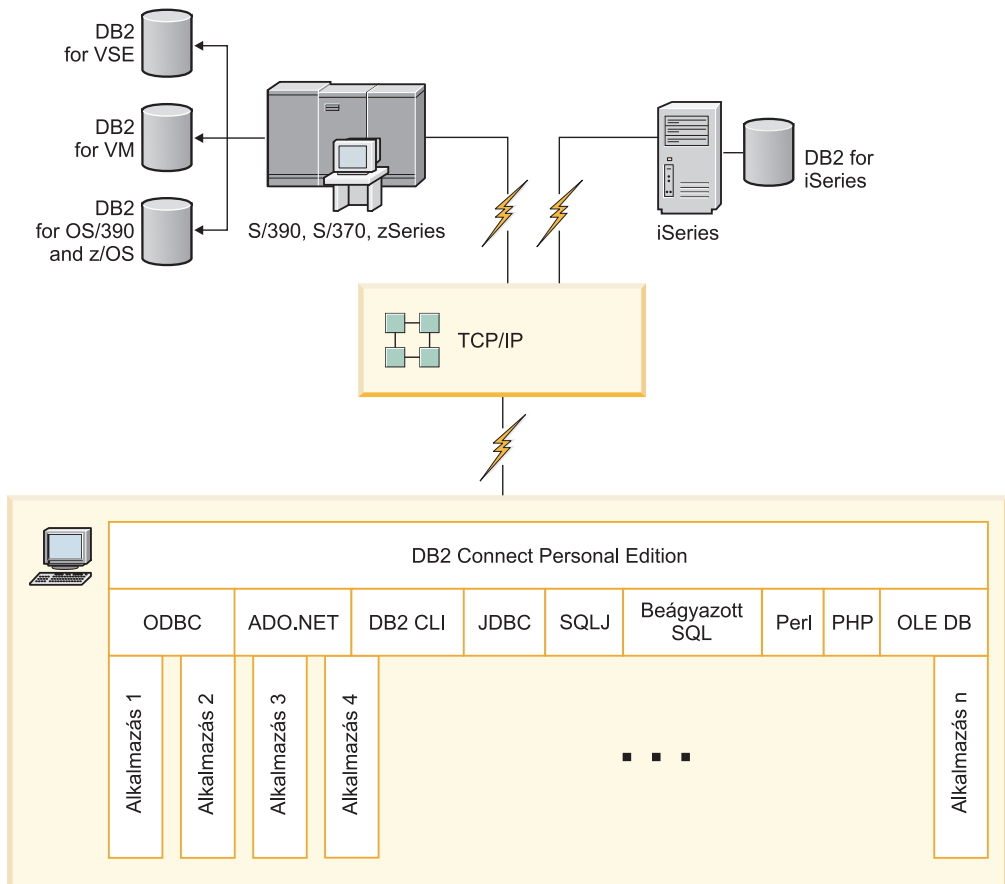 DB2
for VSE
DB2
for VM
DB2
for OS/390
and z/OS
S/390, S/370, zSeries
iSeries
DB2 for
iSeries
TCP/IP
DB2 Connect Personal Edition
ODBC
ADO.NET
DB2 CLI
JDBC
SQLJ
Beágyazott
SQL
Perl
PHP
OLE DB
Alkalmazás 1
Alkalmazás 2
Alkalmazás 3
Alkalmazás 4
. . .
Alkalmazás n